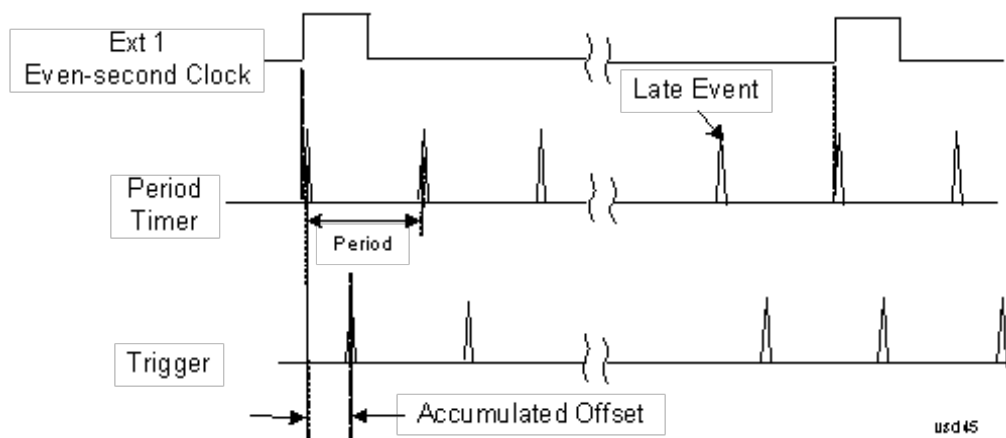 Ext 1
Even-second Clock
Late Event
Period
Timer
Period
Trigger
Accumulated Offset
usd45